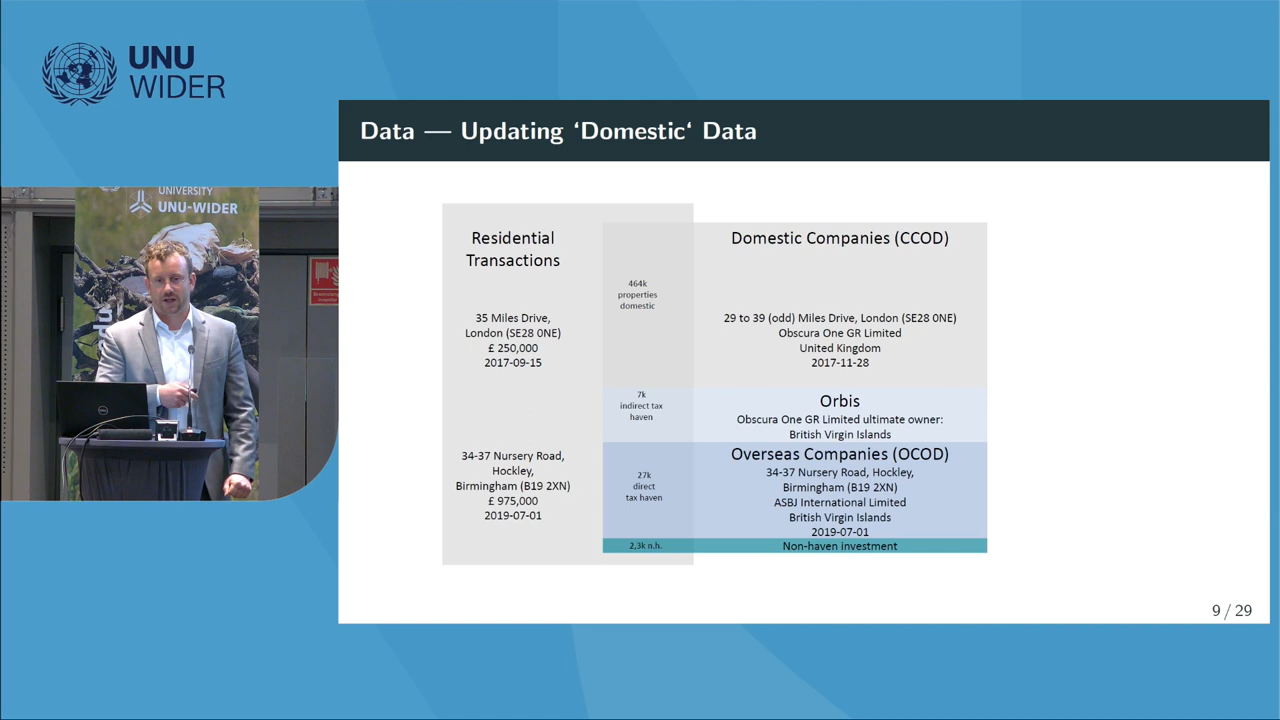 UNU
WIDER
Data — Updating ‘Domestic‘ Data
UNIVERSITY
UNU-WIDER
Residential
Transactions
35 Miles Drive,
London (SE28 0NE)
£ 250,000
2017-09-15
34-37 Nursery Road,
Hockley,
Birmingham (B19 2XN)
£ 975,000
2019-07-01
464k
properties
domestic
7k
indirect tax
haven
27k
direct
tax haven
2,3k n.h.
Domestic Companies (CCOD)
29 to 39 (odd) Miles Drive, London (SE28 0NE)
Obscura One GR Limited
United Kingdom
2017-11-28
Orbis
Obscura One GR Limited ultimate owner:
British Virgin Islands
Overseas Companies (OCOD)
34-37 Nursery Road, Hockley,
Birmingham (B19 2XN)
ASBJ International Limited
British Virgin Islands
2019-07-01
Non-haven investment
9 / 29